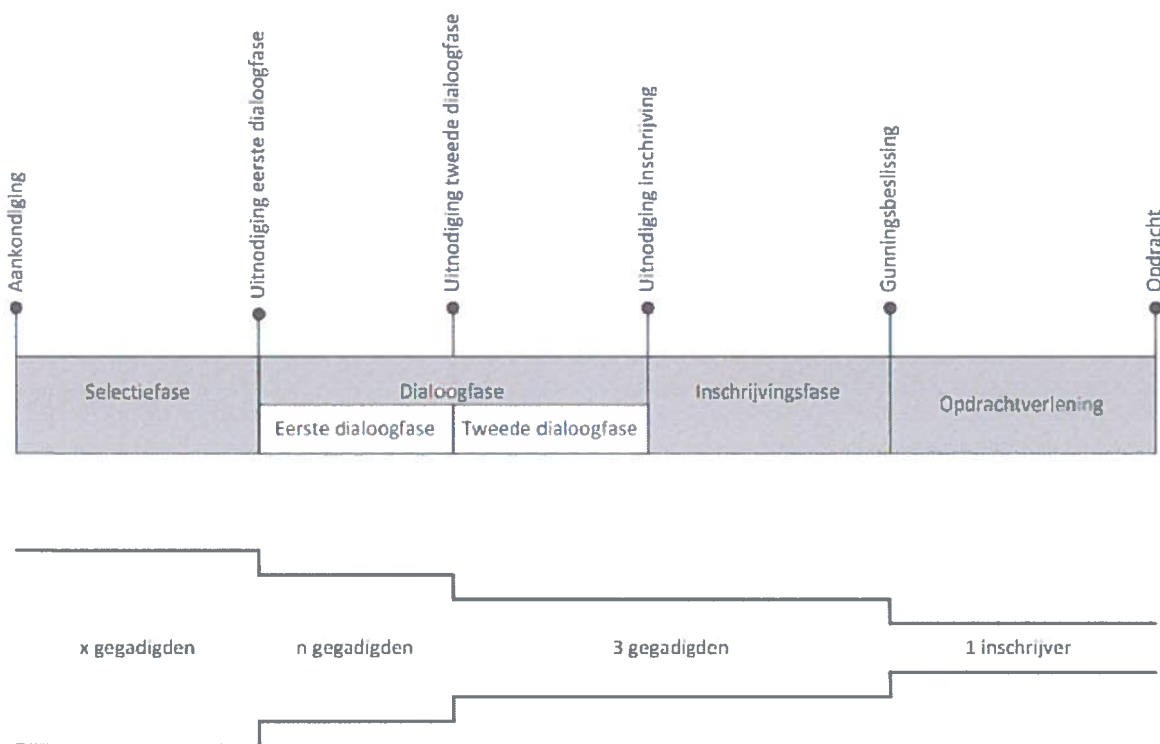 Aankondiging
Uitnodiging eerste dialoogfase
Uitnodiging tweede dialoogfase
Uitnodiging inschrijving
Gunningsbeslissing
Opdracht
Selectiefase
Dialoogfase
Inschrijvingsfase
Opdrachtverlening
Eerste dialoogfase
Tweede dialoogfase
x gegadigden
n gegadigden
3 gegadigden
1 inschrijver